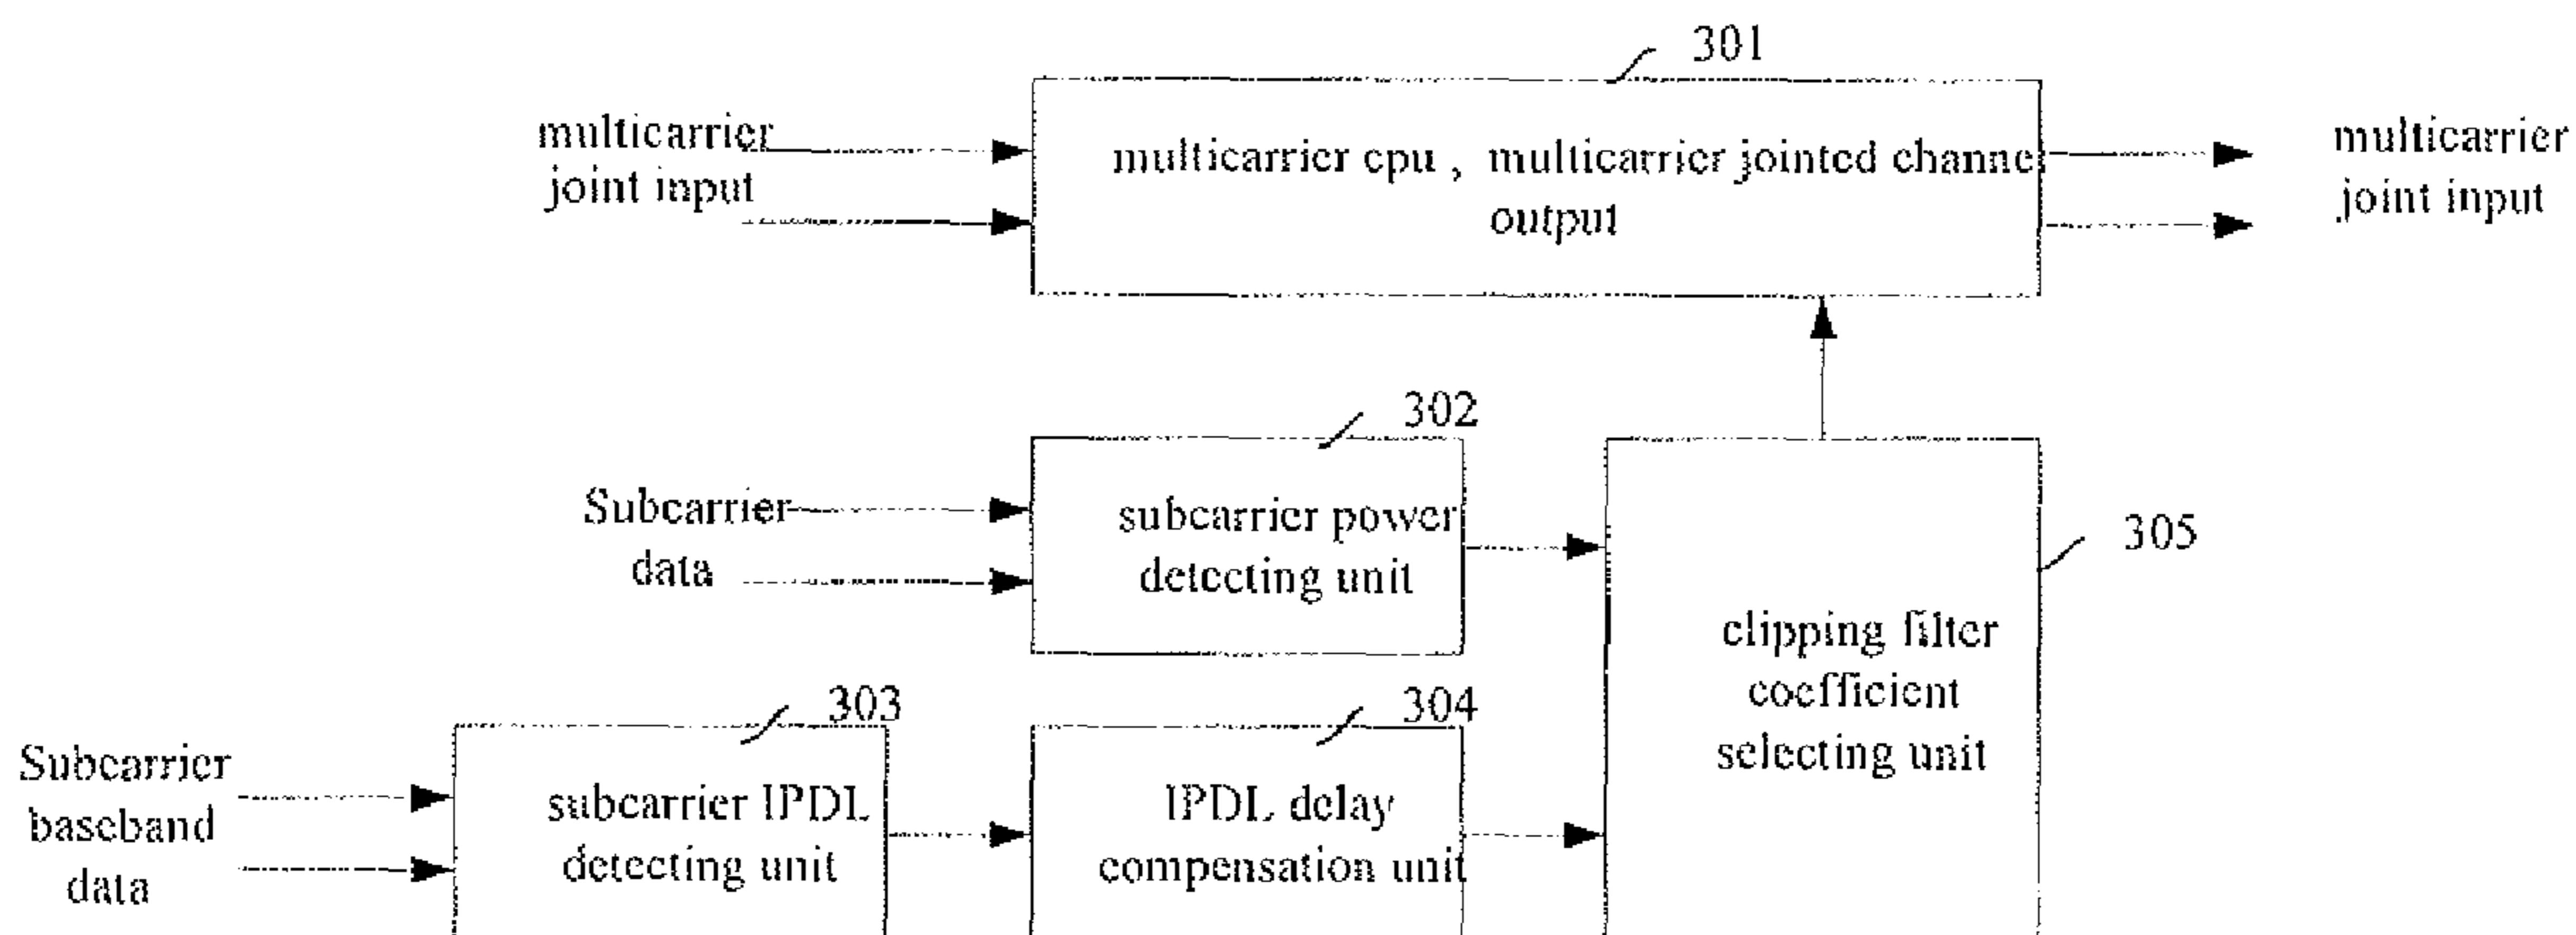 301
multicarrier
joint input
multicarrier cpu , multicarrier jointed channel
output
multicarrier
joint input
302
Subcarrier
data
subcarrier power
detecting unit
305
clipping filter
coefficient
selecting unit
303
304
Subcarrier
baseband
data
subcarrier IPDL
detecting unit
IPDL delay
compensation unit